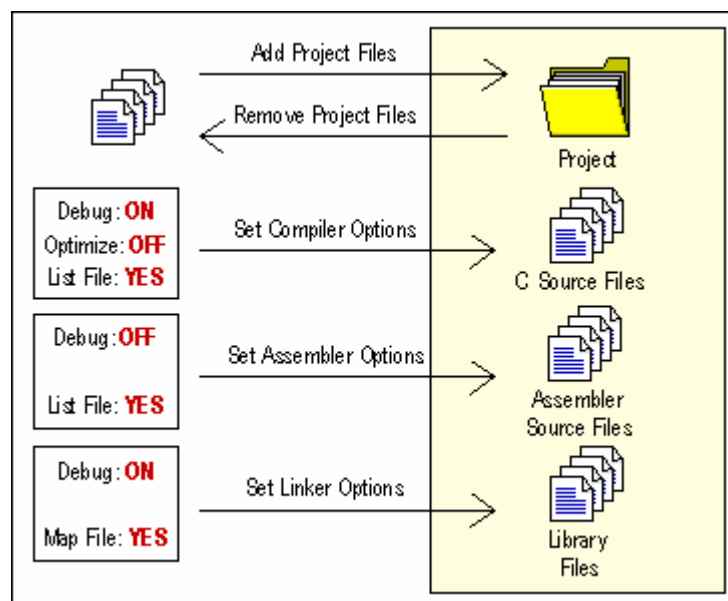 Add Project Files
Remove Project Files
Project
Debug: ON
Optimize: OFF
List File: YES
Set Compiler Options
C Source Files
Debug: OFF
List File: YES
Set Assembler Options
Assembler
Source Files
Debug: ON
Map File: YES
Set Linker Options
Library
Files